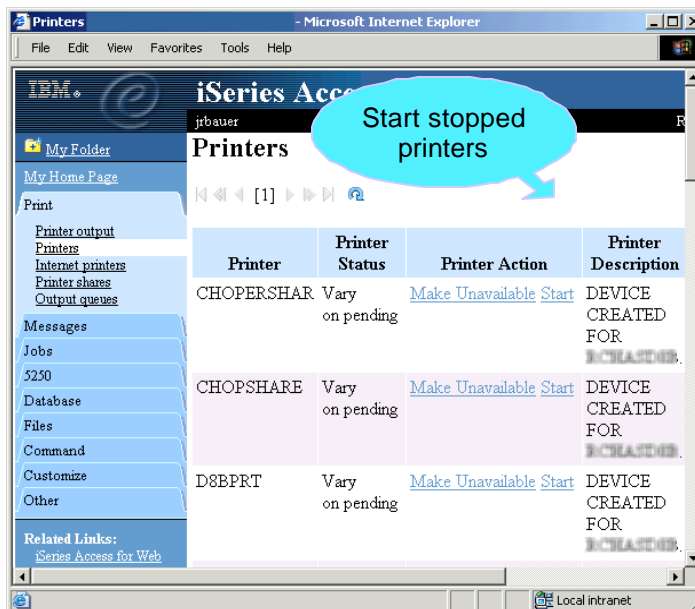 Printers - Microsoft Internet Explorer
File Edit View Favorites Tools Help
IBM e
iSeries Acce
Start stopped
printers
jrbauer R
My Folder
My Home Page
Print
Printer output
Printers
Internet printers
Printer shares
Output queues
Messages
Jobs
5250
Database
Files
Command
Customize
Other
Related Links:
iSeries Access for Web
Printers
[1]
Printer Printer Status Printer Action Printer Description
CHOPERSHAR Vary Make Unavailable Start DEVICE
on pending CREATED
FOR
CHOPSHARE Vary Make Unavailable Start DEVICE
on pending CREATED
FOR
D8BPRT Vary Make Unavailable Start DEVICE
on pending CREATED
FOR
Local intranet